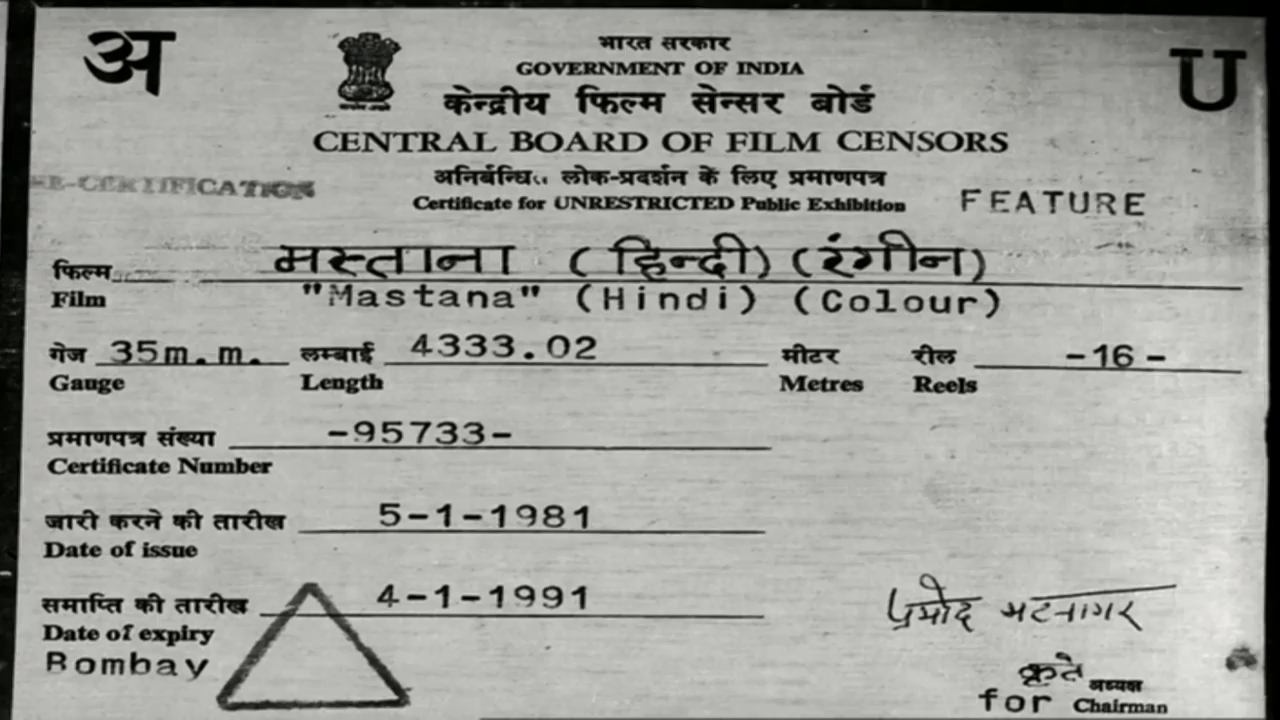 अ
U
भारत सरकार
GOVERNMENT OF INDIA
केन्द्रीय फिल्म सेन्सर बोर्ड
CENTRAL BOARD OF FILM CENSORS
RE-CERTIFICATION
लोक-प्रदर्शन के लिए प्रमाणपत्र
Certificate for UNRESTRICTED Public Exhibition
FEATURE
फिल्म मस्ताना (हिन्दी) (रंगीन)
Film "Mastana" (Hindi) (Colour)
गेज 35m.m. लम्बाई 4333.02 मीटर रील -16-
Gauge Length Metres Reels
प्रमाणपत्र संख्या -95733-
Certificate Number
जारी करने की तारीख 5-1-1981
Date of issue
समाप्ति की तारीख 4-1-1991
Date of expiry
Bombay
प्रमोद भटनागर
कृते अध्यक्ष
for Chairman